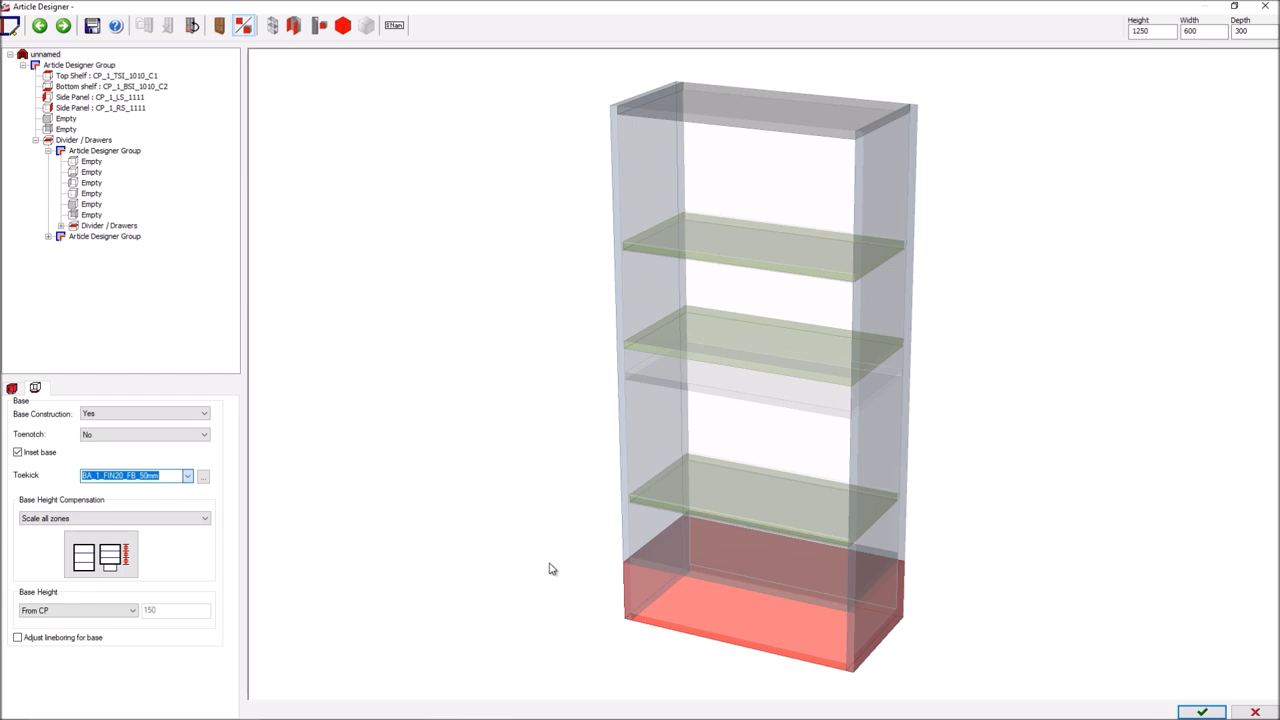 Article Designer -
Height
Width
Depth
1250
600
300
unnamed
Article Designer Group
Top Shelf : CP_1_TSI_1010_C1
Bottom shelf : CP_1_BSI_1010_C2
Side Panel : CP_1_LS_1111
Side Panel : CP_1_RS_1111
Empty
Empty
Divider / Drawers
Article Designer Group
Empty
Empty
Empty
Empty
Empty
Empty
Divider / Drawers
Article Designer Group
Base
Base Construction: Yes
Toenotch: No
Inset base
Toekick BA_1_FIN20_FB_50mm ...
Base Height Compensation
Scale all zones
Base Height
From CP 150
Adjust lineboring for base